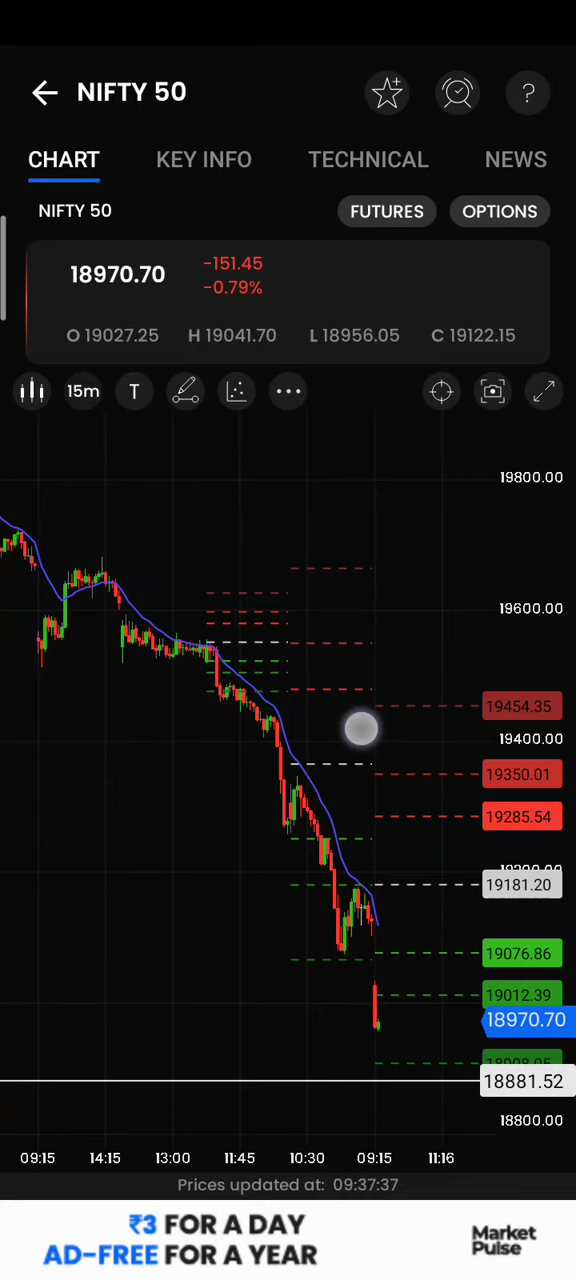 NIFTY 50
?
CHART KEY INFO TECHNICAL NEWS
NIFTY 50 FUTURES OPTIONS
18970.70 -151.45
-0.79%
O 19027.25 H 19041.70 L 18956.05 C 19122.15
15m T
19800.00
19600.00
19454.35
19400.00
19350.01
19285.54
19181.20
19076.86
19012.39
18970.70
18881.52
18800.00
09:15 14:15 13:00 11:45 10:30 09:15 11:16
Prices updated at: 09:37:37
₹3 FOR A DAY
AD-FREE FOR A YEAR
Market
Pulse